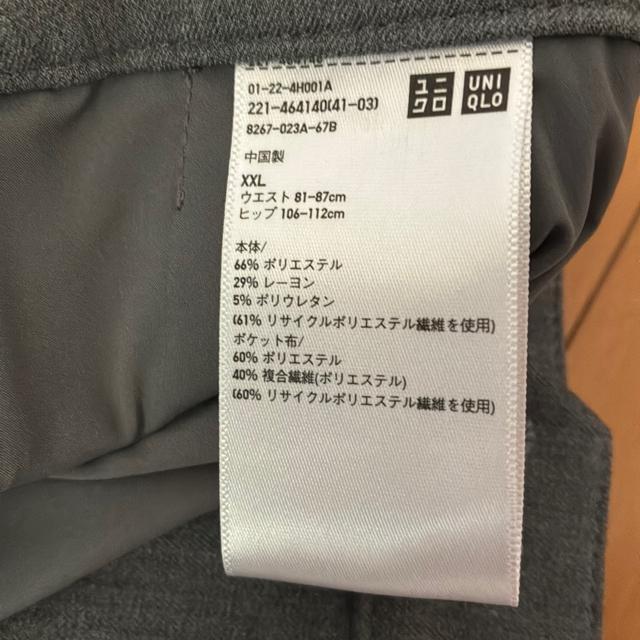 01-22-4H001A
221-464140(41-03)
8267-023A-67B
ユニ
クロ
UNI
QLO
中国製
XXL
ウエスト 81-87cm
ヒップ 106-112cm
本体/
66% ポリエステル
29% レーヨン
5% ポリウレタン
(61% リサイクルポリエステル繊維を使用)
ポケット布/
60% ポリエステル
40% 複合繊維(ポリエステル)
(60% リサイクルポリエステル繊維を使用)